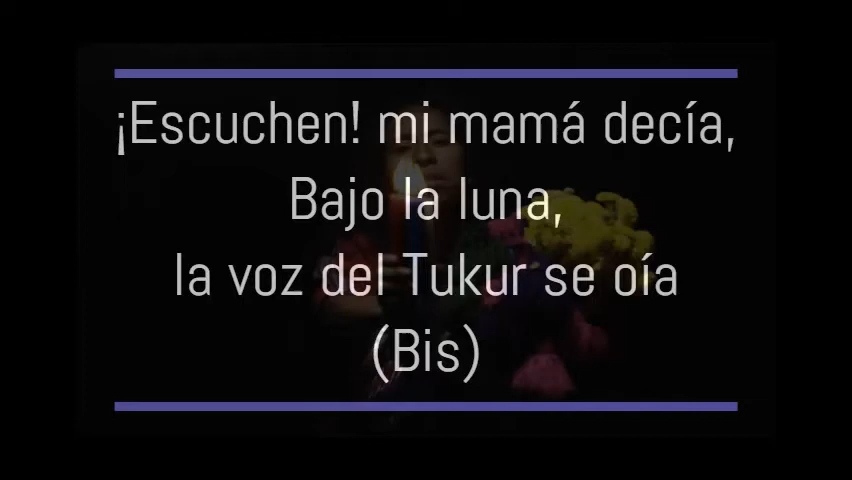 ¡Escuchen! mi mamá decía,
Bajo la luna,
la voz del Tukur se oía
(Bis)